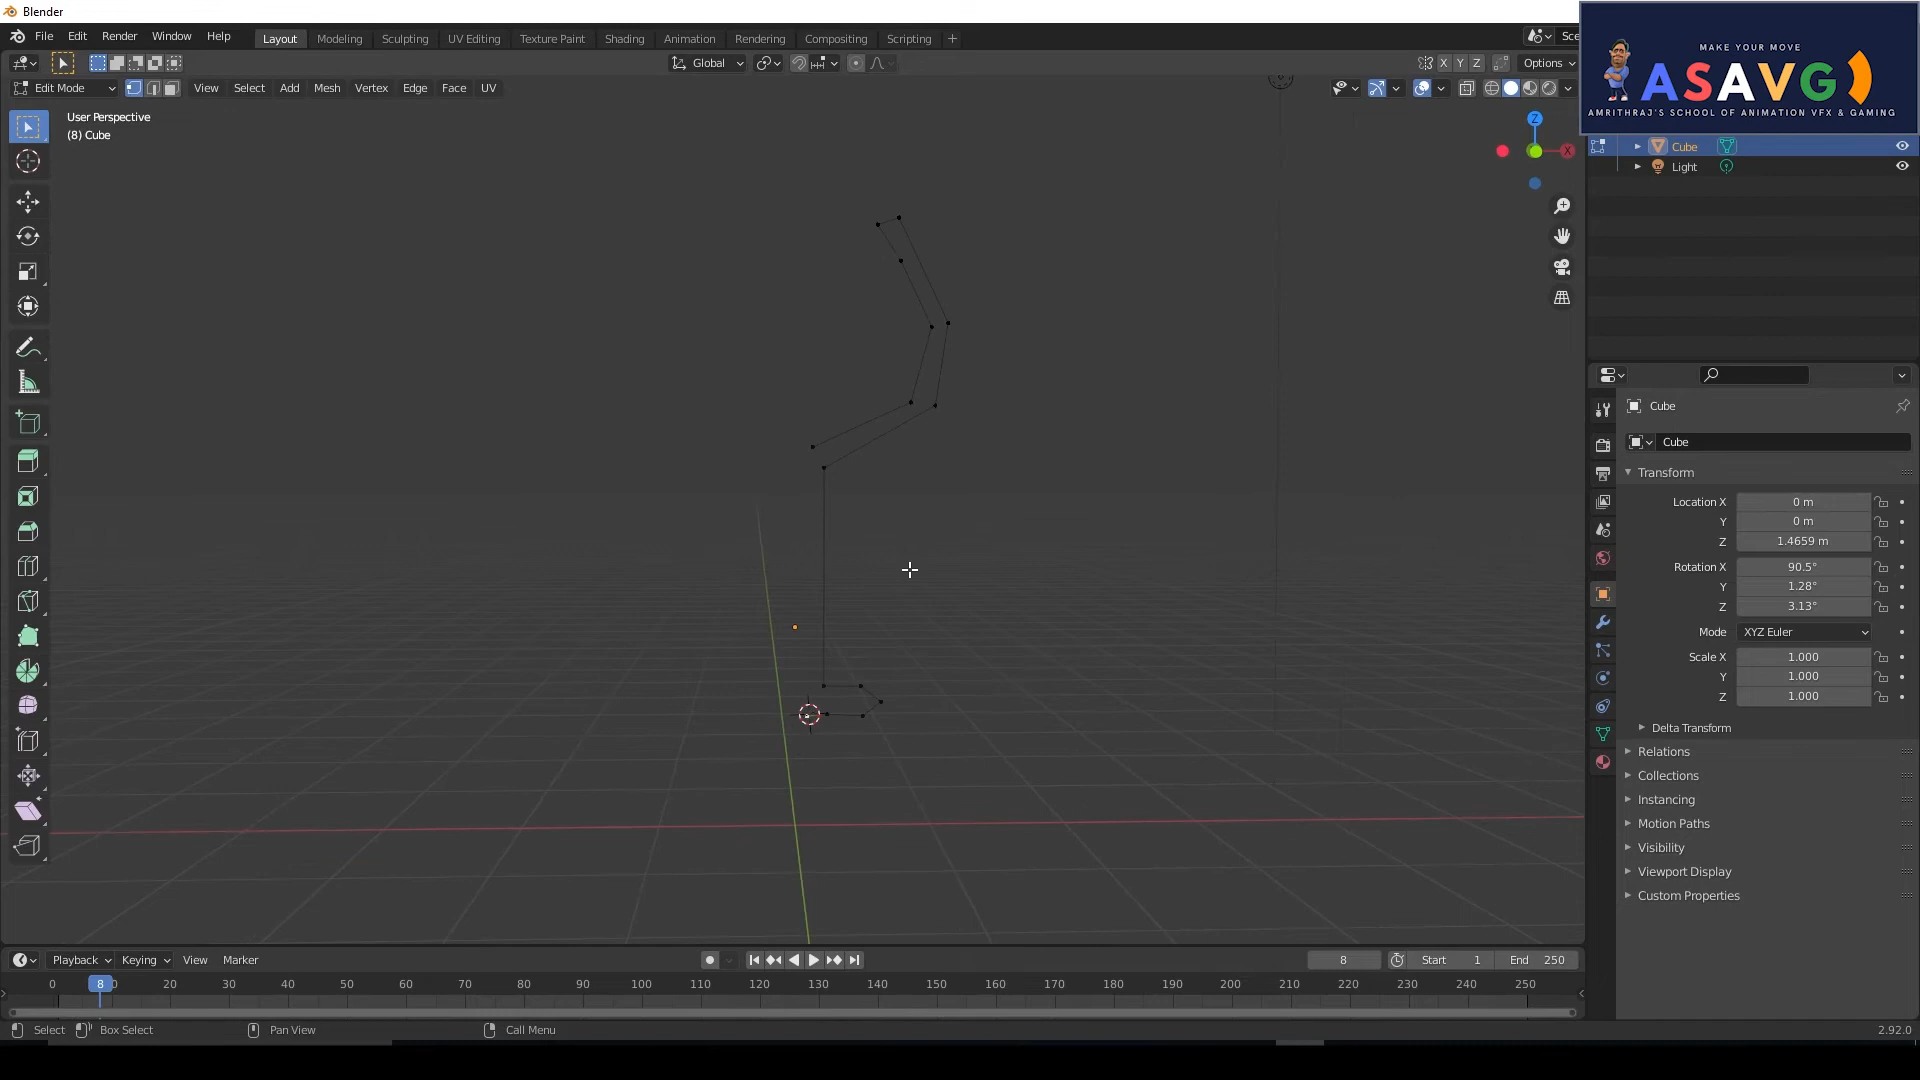 Blender
File Edit Render Window Help
Layout Modeling Sculpting UV Editing Texture Paint Shading Animation Rendering Compositing Scripting
Sce
Global
X Y Z
Options
MAKE YOUR MOVE
ASAVG
AMRITHRAJ'S SCHOOL OF ANIMATION VFX & GAMING
Edit Mode
View Select Add Mesh Vertex Edge Face UV
User Perspective
(8) Cube
Z
X
Cube
Light
Cube
Cube
Transform
Location X 0 m
Y 0 m
Z 1.4659 m
Rotation X 90.5°
Y 1.28°
Z 3.13°
Mode XYZ Euler
Scale X 1.000
Y 1.000
Z 1.000
Delta Transform
Relations
Collections
Instancing
Motion Paths
Visibility
Viewport Display
Custom Properties
Playback Keying View Marker
8 Start 1 End 250
0 8 0 20 30 40 50 60 70 80 90 100 110 120 130 140 150 160 170 180 190 200 210 220 230 240 250
Select Box Select Pan View Call Menu 2.92.0